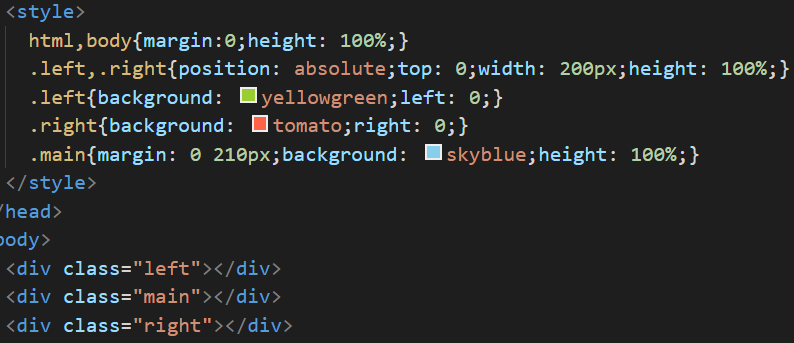 <style>
html,body{margin:0;height: 100%;}
.left,.right{position: absolute;top: 0;width: 200px;height: 100%;}
.left{background: yellowgreen;left: 0;}
.right{background: tomato;right: 0;}
.main{margin: 0 210px;background: skyblue;height: 100%;}
</style>
/head>
body>
<div class="left"></div>
<div class="main"></div>
<div class="right"></div>